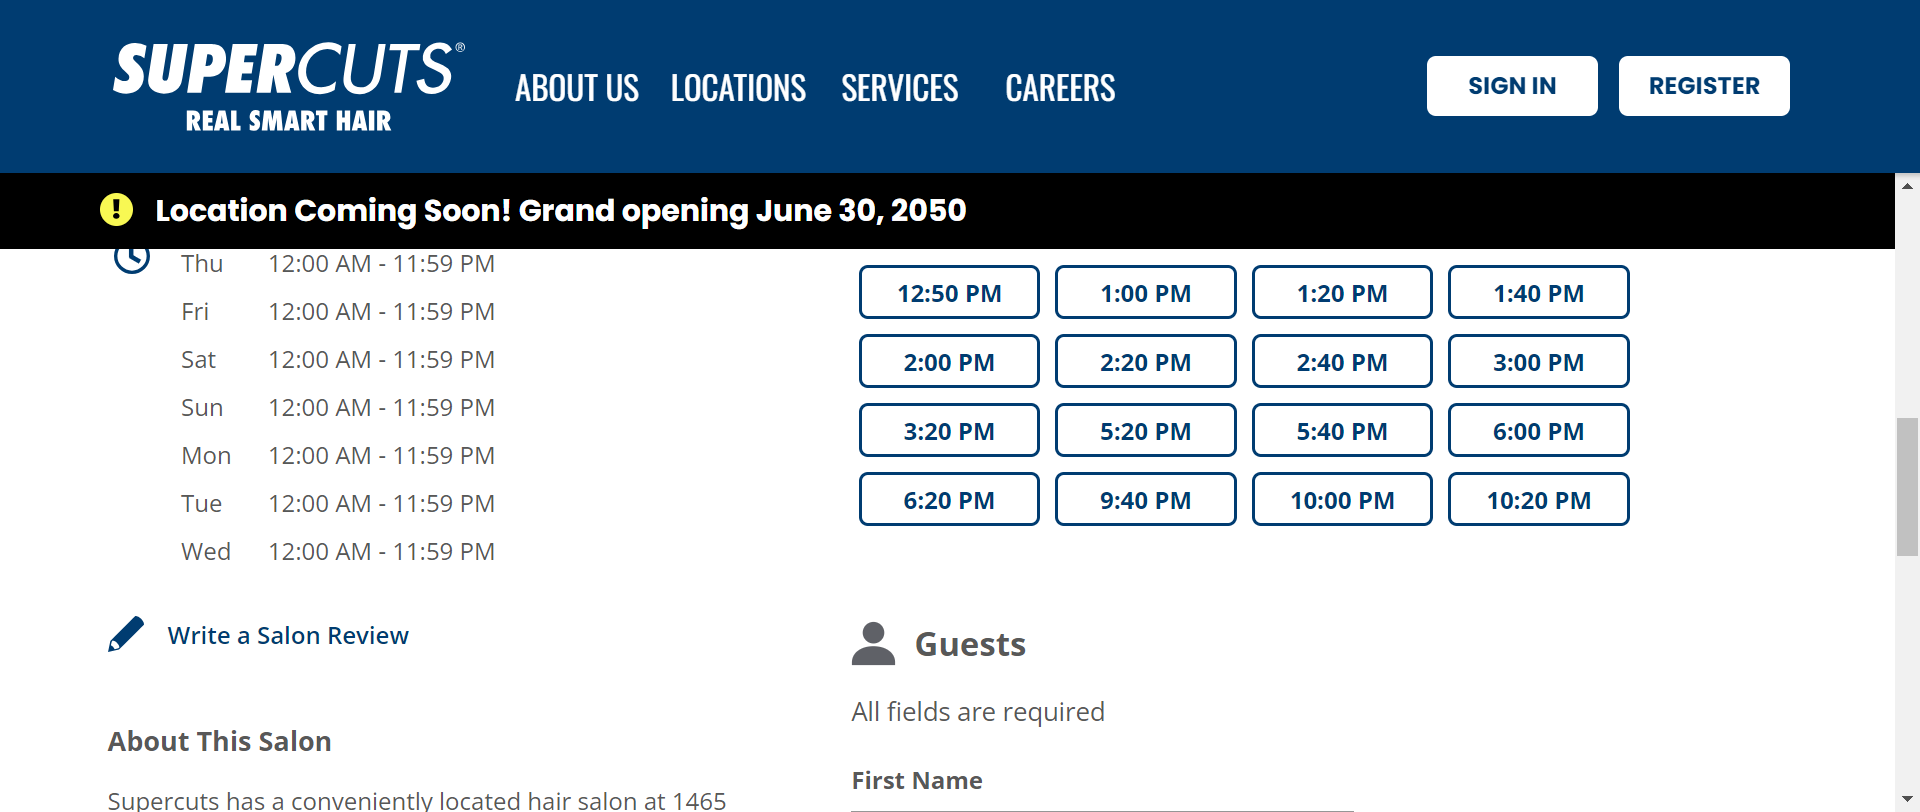 SUPERCUTS®
REAL SMART HAIR
ABOUT US LOCATIONS SERVICES CAREERS
SIGN IN REGISTER
Location Coming Soon! Grand opening June 30, 2050
Thu 12:00 AM - 11:59 PM
Fri 12:00 AM - 11:59 PM
Sat 12:00 AM - 11:59 PM
Sun 12:00 AM - 11:59 PM
Mon 12:00 AM - 11:59 PM
Tue 12:00 AM - 11:59 PM
Wed 12:00 AM - 11:59 PM
Write a Salon Review
About This Salon
Supercuts has a conveniently located hair salon at 1465
12:50 PM 1:00 PM 1:20 PM 1:40 PM
2:00 PM 2:20 PM 2:40 PM 3:00 PM
3:20 PM 5:20 PM 5:40 PM 6:00 PM
6:20 PM 9:40 PM 10:00 PM 10:20 PM
Guests
All fields are required
First Name